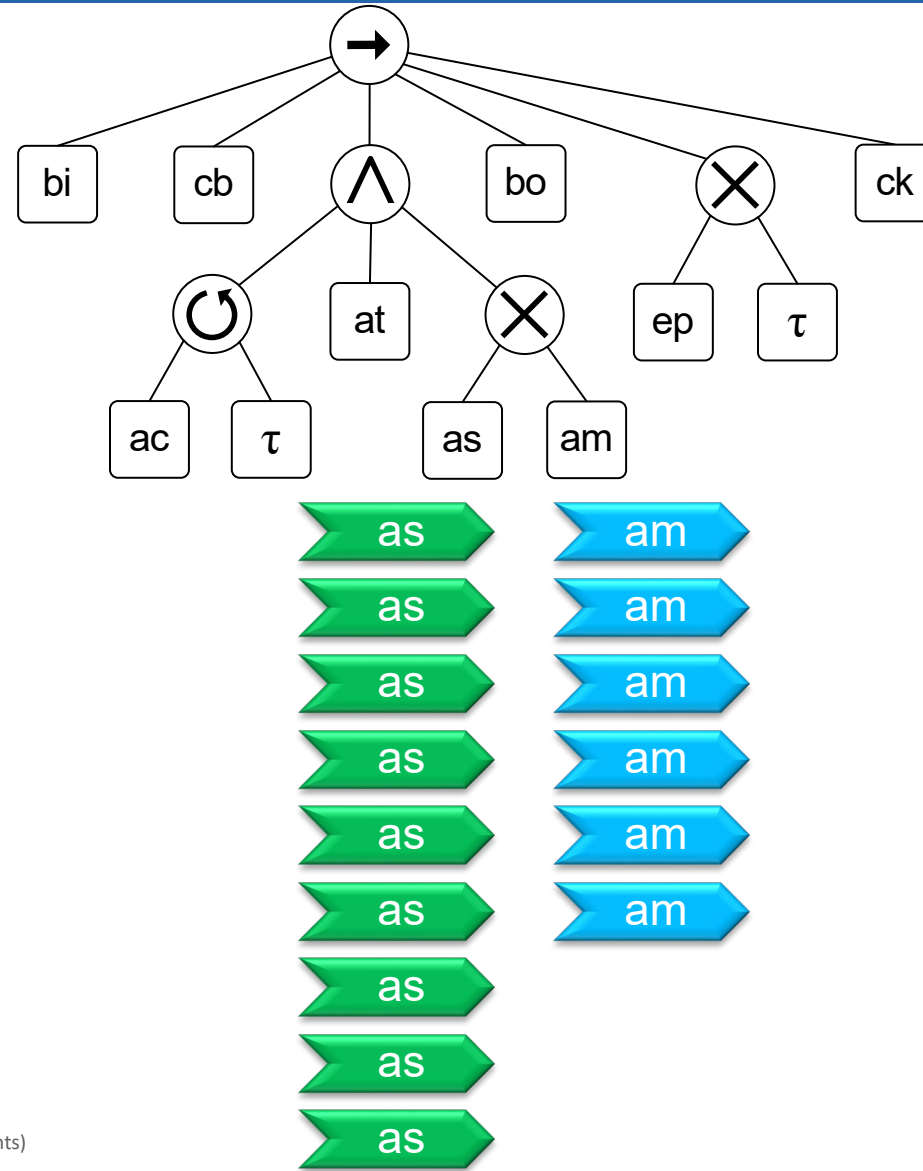 →
bi cb ∧ bo × ck
↺ at × ep τ
ac τ as am
as am
as am
as am
as am
as am
as am
as
as
as
nts)